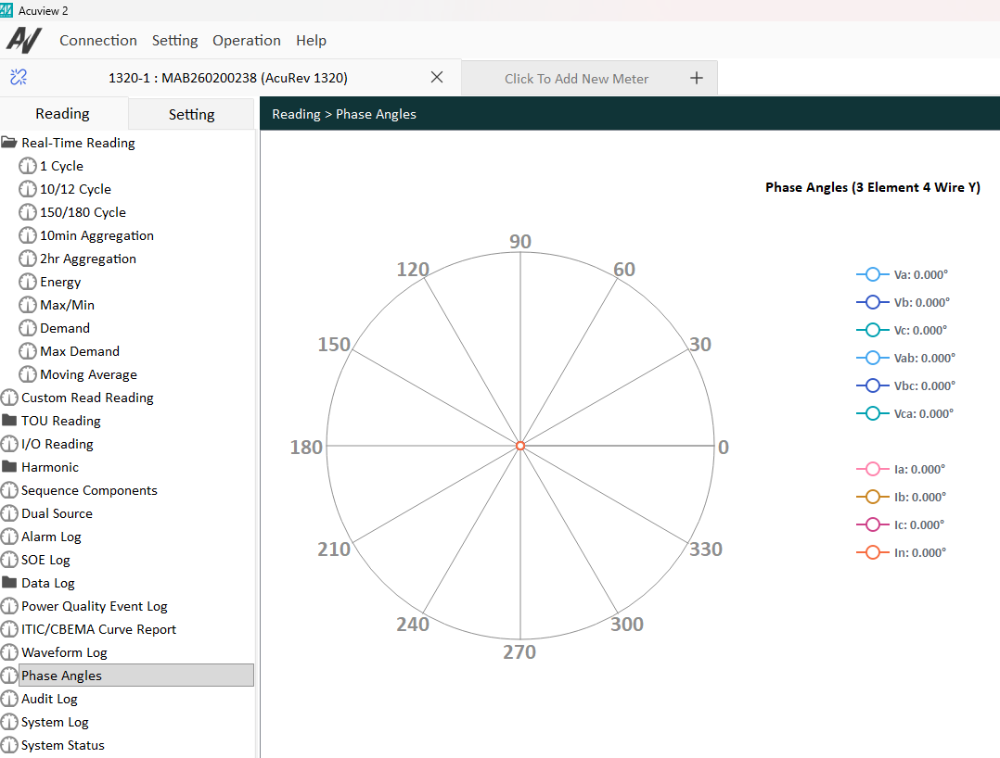 Acuview 2
Connection Setting Operation Help
1320-1 : MAB260200238 (AcuRev 1320)
Click To Add New Meter
Reading
Setting
Reading > Phase Angles
Real-Time Reading
1 Cycle
10/12 Cycle
150/180 Cycle
10min Aggregation
2hr Aggregation
Energy
Max/Min
Demand
Max Demand
Moving Average
Custom Read Reading
TOU Reading
I/O Reading
Harmonic
Sequence Components
Dual Source
Alarm Log
SOE Log
Data Log
Power Quality Event Log
ITIC/CBEMA Curve Report
Waveform Log
Phase Angles
Audit Log
System Log
System Status
Phase Angles (3 Element 4 Wire Y)
90
120
60
150
30
180
0
210
330
240
300
270
Va: 0.000°
Vb: 0.000°
Vc: 0.000°
Vab: 0.000°
Vbc: 0.000°
Vca: 0.000°
Ia: 0.000°
Ib: 0.000°
Ic: 0.000°
In: 0.000°